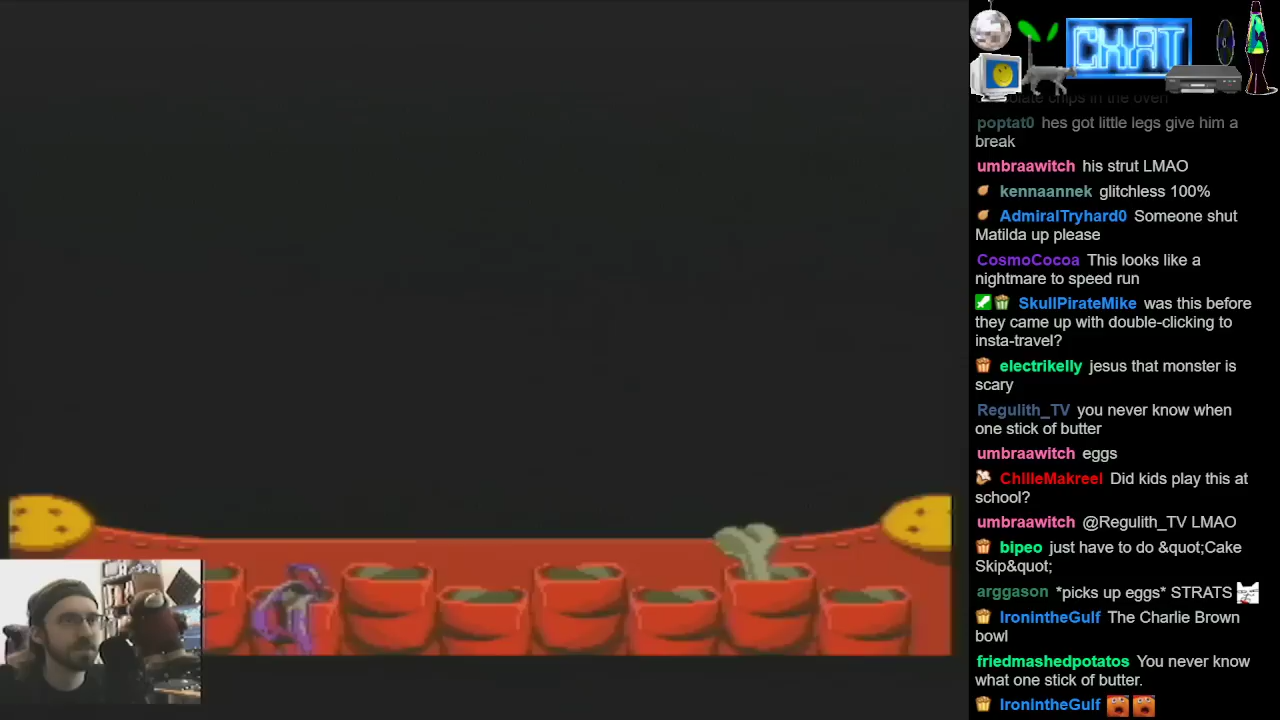 CHAT
chips in the oven
poptat0 hes got little legs give him a
break
umbraawitch his strut LMAO
kennaannek glitchless 100%
AdmiralTryhard0 Someone shut
Matilda up please
CosmoCocoa This looks like a
nightmare to speed run
SkullPirateMike was this before
they came up with double-clicking to
insta-travel?
electrikelly jesus that monster is
scary
Regulith_TV you never know when
one stick of butter
umbraawitch eggs
ChilleMakreel Did kids play this at
school?
umbraawitch @Regulith_TV LMAO
bipeo just have to do &quot;Cake
Skip&quot;
arggason *picks up eggs* STRATS
IronintheGulf The Charlie Brown
bowl
friedmashedpotatos You never know
what one stick of butter.
IronintheGulf